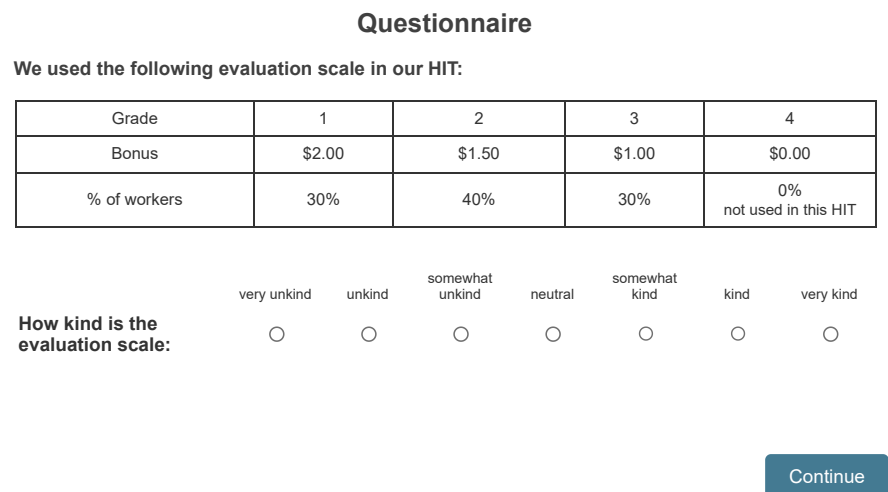 Questionnaire
We used the following evaluation scale in our HIT:
Grade 1 2 3 4
Bonus $2.00 $1.50 $1.00 $0.00
% of workers 30% 40% 30% 0%
not used in this HIT
very unkind unkind somewhat unkind neutral somewhat kind kind very kind
How kind is the
evaluation scale:
Continue